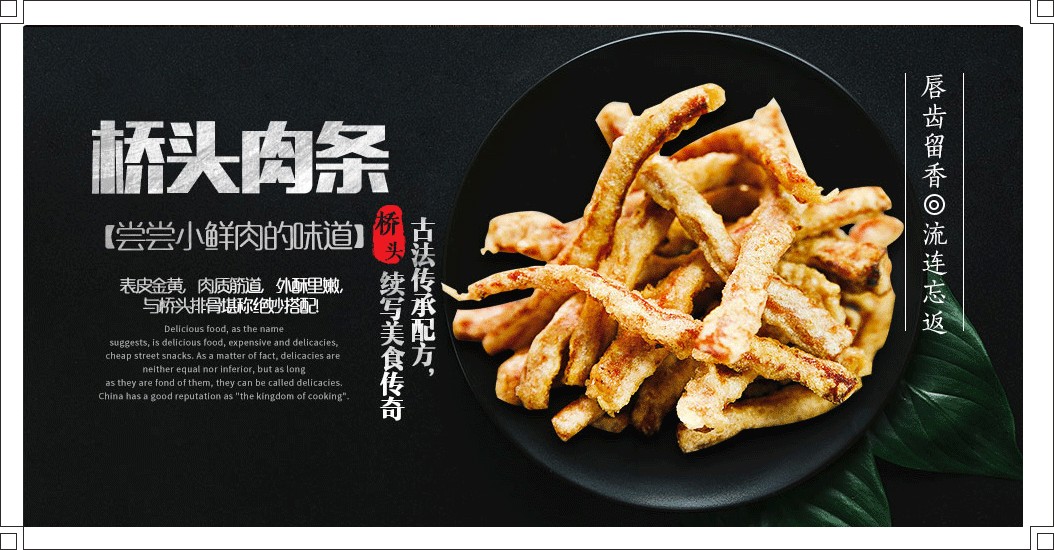 桥头肉条
【尝尝小鲜肉的味道】
表皮金黄，肉质筋道，外酥里嫩，
与桥头排骨堪称绝妙搭配！
Delicious food, as the name
suggests, is delicious food, expensive and delicacies,
cheap street snacks. As a matter of fact, delicacies are
neither equal nor inferior, but as long
as they are fond of them, they can be called delicacies.
China has a good reputation as "the kingdom of cooking".
古法传承配方，
桥头
续写美食传奇
唇齿留香◎流连忘返